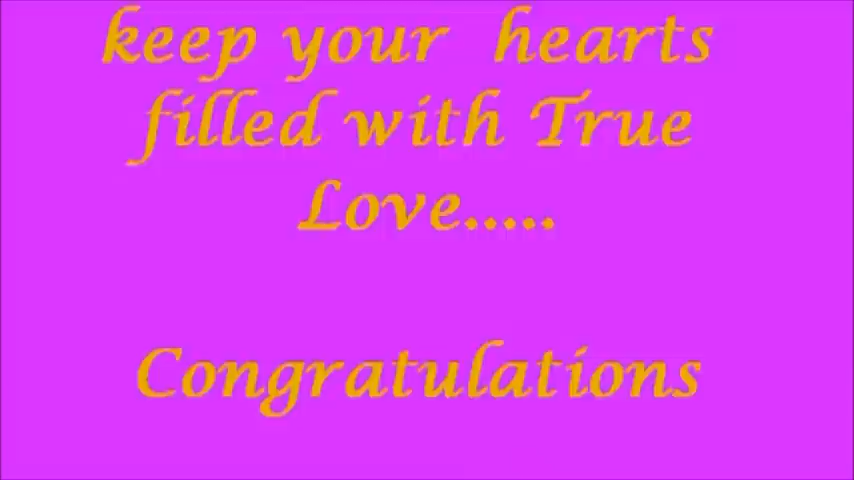 keep your hearts
filled with True
Love.....
Congratulations